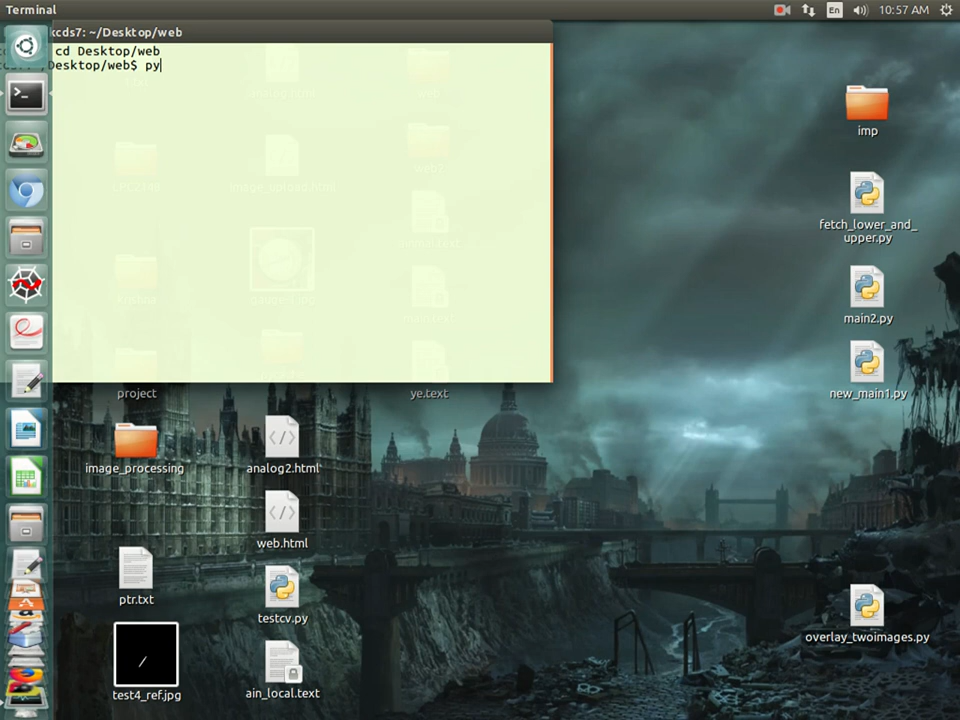 Terminal
En
10:57 AM
kcds7: ~/Desktop/web
cd Desktop/web
/Desktop/web$ py
imp
fetch_lower_and_
upper.py
main2.py
image_upload.html
new_main1.py
project
ye.text
image_processing
analog2.html
web.html
ptr.txt
testcv.py
overlay_twoimages.py
test4_ref.jpg
ain_local.text